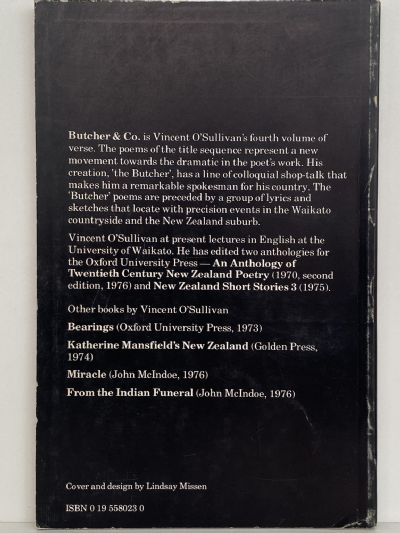 Butcher & Co. is Vincent O'Sullivan's fourth volume of
verse. The poems of the title sequence represent a new
movement towards the dramatic in the poet's work. His
creation, 'the Butcher', has a line of colloquial shop-talk that
makes him a remarkable spokesman for his country. The
'Butcher' poems are preceded by a group of lyrics and
sketches that locate with precision events in the Waikato
countryside and the New Zealand suburb.
Vincent O'Sullivan at present lectures in English at the
University of Waikato. He has edited two anthologies for
the Oxford University Press — An Anthology of
Twentieth Century New Zealand Poetry (1970, second
edition, 1976) and New Zealand Short Stories 3 (1975).
Other books by Vincent O'Sullivan
Bearings (Oxford University Press, 1973)
Katherine Mansfield's New Zealand (Golden Press,
1974)
Miracle (John McIndoe, 1976)
From the Indian Funeral (John McIndoe, 1976)
Cover and design by Lindsay Missen
ISBN 0 19 558023 0